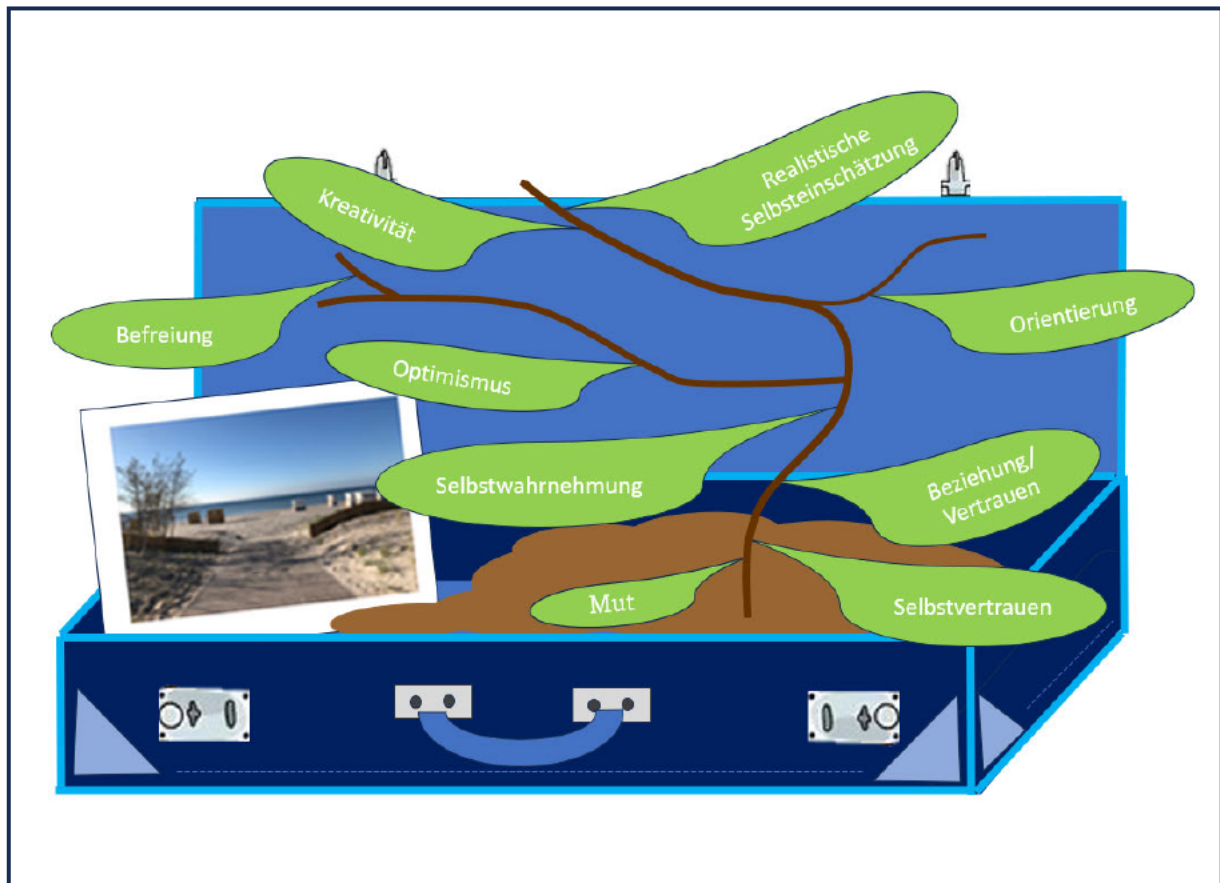 Realistische
Selbsteinschätzung
Kreativität
Orientierung
Befreiung
Optimismus
Selbstwahrnehmung
Beziehung/
Vertrauen
Mut
Selbstvertrauen